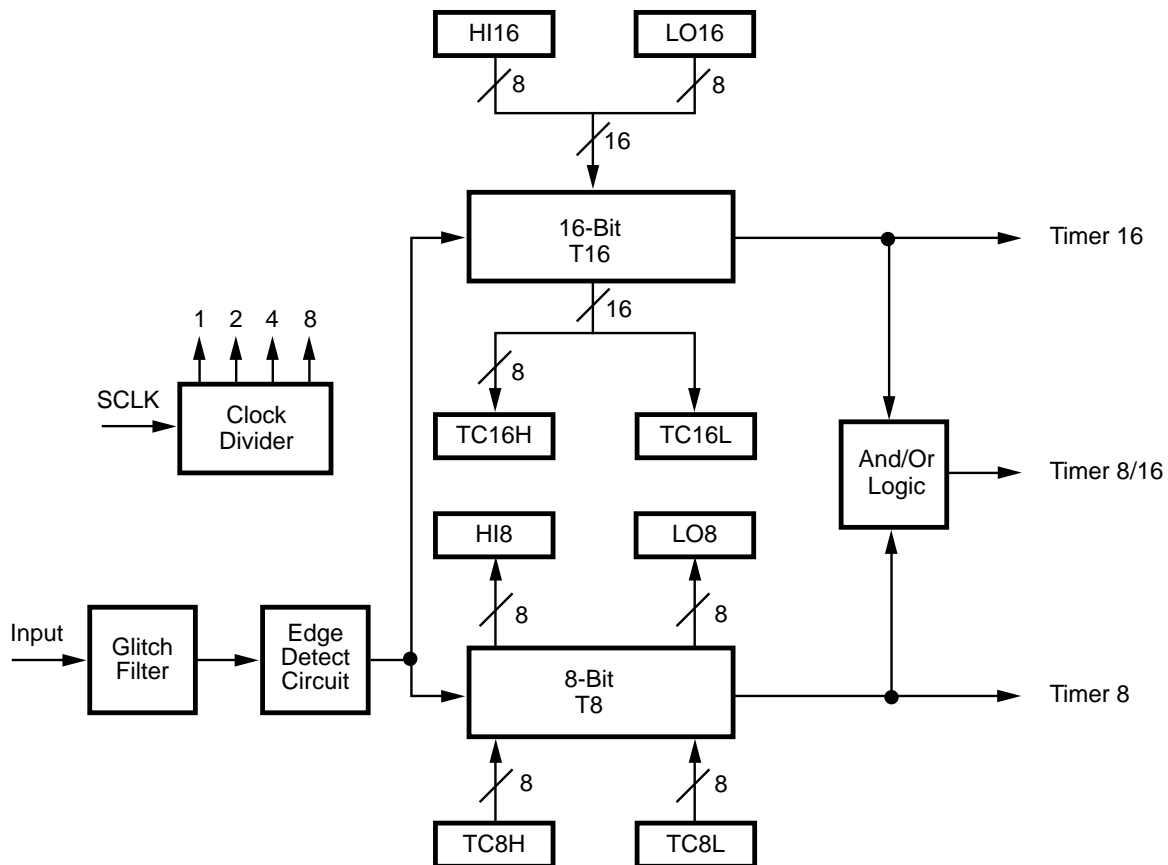 HI16
LO16
8
8
16
16-Bit
T16
Timer 16
16
1 2 4 8
8
SCLK
Clock
Divider
TC16H
TC16L
And/Or
Logic
Timer 8/16
HI8
LO8
8
8
Input
Glitch
Filter
Edge
Detect
Circuit
8-Bit
T8
Timer 8
8
8
TC8H
TC8L